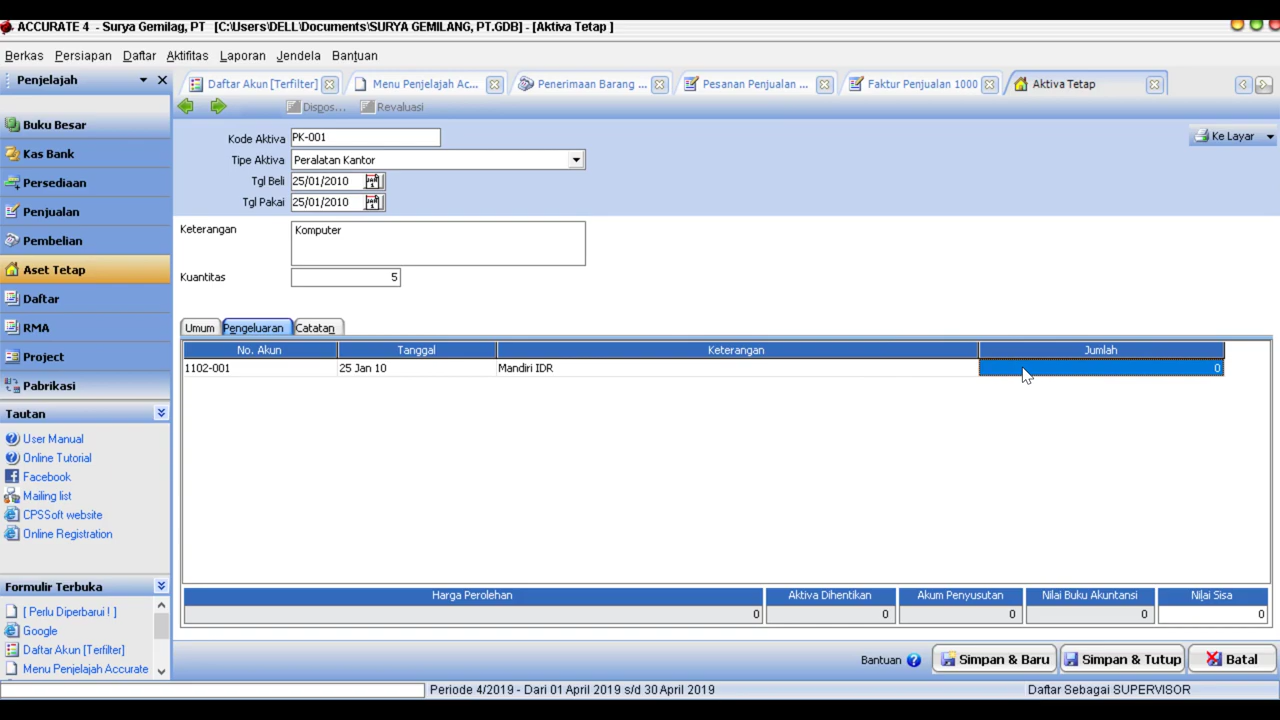 ACCURATE 4 - Surya Gemilag, PT [C:\Users\DELL\Documents\SURYA GEMILANG, PT.GDB] - [Aktiva Tetap ]
Berkas Persiapan Daftar Aktifitas Laporan Jendela Bantuan
Penjelajah
Daftar Akun [Terfilter]
Menu Penjelajah Ac...
Penerimaan Barang ...
Pesanan Penjualan ...
Faktur Penjualan 1000
Aktiva Tetap
Dispos...
Revaluasi
Buku Besar
Kas Bank
Persediaan
Penjualan
Pembelian
Aset Tetap
Daftar
RMA
Project
Pabrikasi
Kode Aktiva PK-001
Ke Layar
Tipe Aktiva Peralatan Kantor
Tgl Beli 25/01/2010
Tgl Pakai 25/01/2010
Keterangan Komputer
Kuantitas 5
Umum Pengeluaran Catatan
No. Akun Tanggal Keterangan Jumlah
1102-001 25 Jan 10 Mandiri IDR 0
Tautan
User Manual
Online Tutorial
Facebook
Mailing list
CPSSoft website
Online Registration
Formulir Terbuka
[ Perlu Diperbarui ! ]
Google
Daftar Akun [Terfilter]
Menu Penjelajah Accurate
Harga Perolehan Aktiva Dihentikan Akum Penyusutan Nilai Buku Akuntansi Nilai Sisa
0 0 0 0 0
Bantuan Simpan & Baru Simpan & Tutup Batal
Periode 4/2019 - Dari 01 April 2019 s/d 30 April 2019
Daftar Sebagai SUPERVISOR